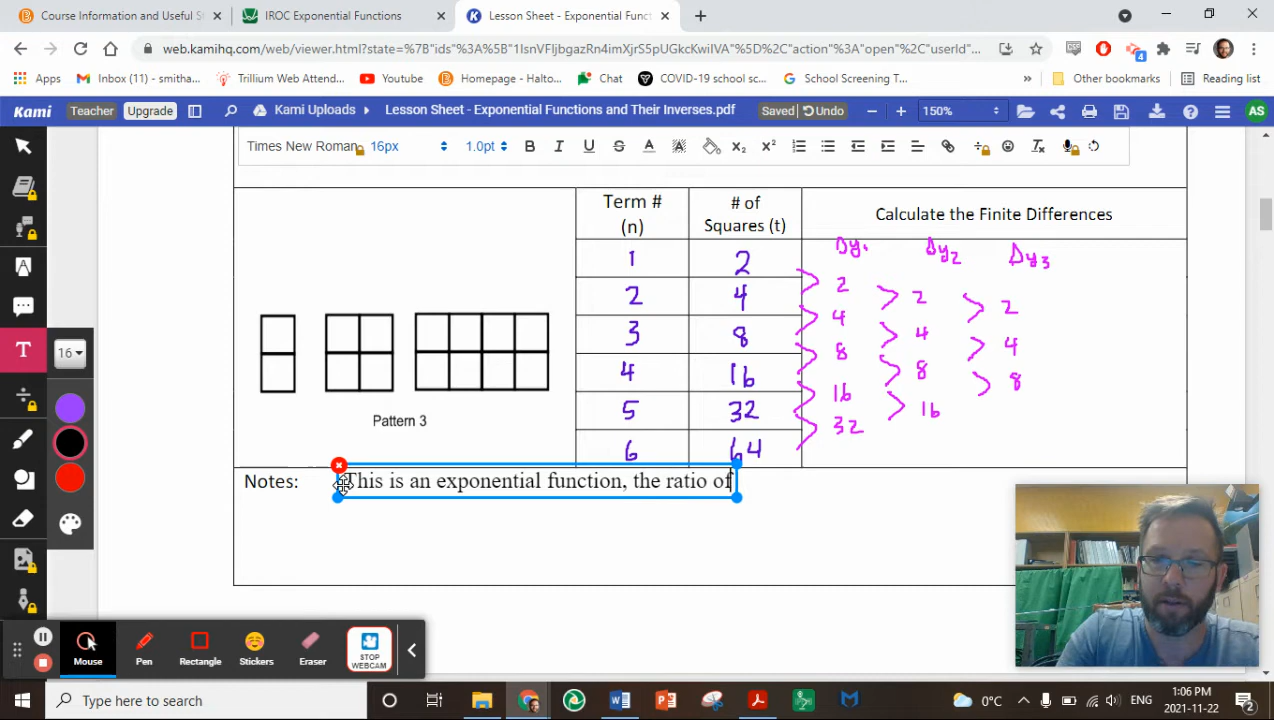 Course Information and Useful S
IROC Exponential Functions
Lesson Sheet - Exponential Func
web.kamihq.com/web/viewer.html?state=%7B"ids"%3A%5B"1IsnVFIjbgazRn4imXjrS5pUGkcKwiIVA"%5D%2C"action"%3A"open"%2C"userId"...
Apps
Inbox (11) - smitha...
Trillium Web Attend...
Youtube
Homepage - Halto...
Chat
COVID-19 school sc...
School Screening T...
»
Other bookmarks
Reading list
Kami
Teacher
Upgrade
Kami Uploads
Lesson Sheet - Exponential Functions and Their Inverses.pdf
Saved
Undo
150%
AS
Times New Roman
16px
1.0pt
Term # (n)
# of Squares (t)
Calculate the Finite Differences
Δy₁ Δy₂ Δy₃
1 2
2 4
3 8
4 16
5 32
6 64
2 4 8 16 32
2 4 8 16
2 4 8
Pattern 3
Notes:
This is an exponential function, the ratio of
16
Mouse
Pen
Rectangle
Stickers
Eraser
STOP WEBCAM
Type here to search
0°C
ENG
1:06 PM
2021-11-22
2